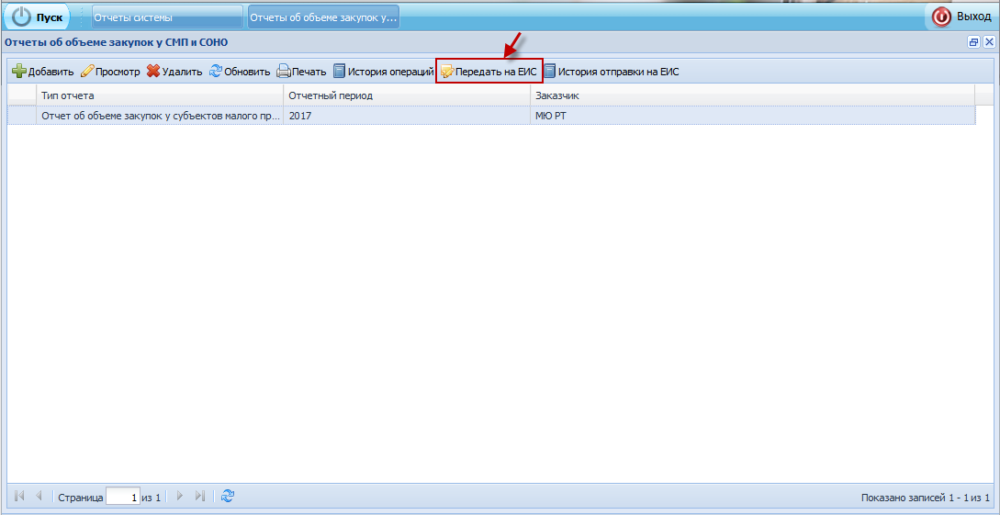 Пуск
Отчеты системы
Отчеты об объеме закупок у...
Выход
Отчеты об объеме закупок у СМП и СОНО
Добавить Просмотр Удалить Обновить Печать История операций Передать на ЕИС История отправки на ЕИС
Тип отчета Отчетный период Заказчик
Отчет об объеме закупок у субъектов малого пр... 2017 МЮ РТ
Страница 1 из 1 Показано записей 1 - 1 из 1